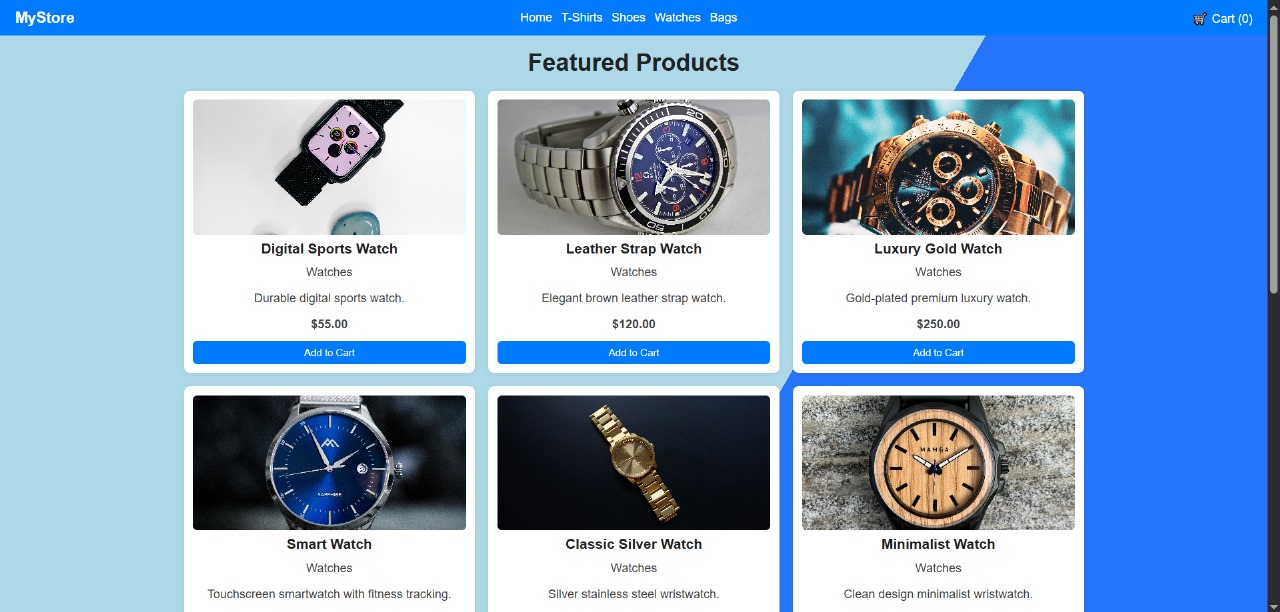 MyStore
Home T-Shirts Shoes Watches Bags
Cart (0)
Featured Products
Digital Sports Watch
Watches
Durable digital sports watch.
$55.00
Add to Cart
Leather Strap Watch
Watches
Elegant brown leather strap watch.
$120.00
Add to Cart
Luxury Gold Watch
Watches
Gold-plated premium luxury watch.
$250.00
Add to Cart
SAPPHIRE
Smart Watch
Watches
Touchscreen smartwatch with fitness tracking.
Classic Silver Watch
Watches
Silver stainless steel wristwatch.
Minimalist Watch
Watches
Clean design minimalist wristwatch.